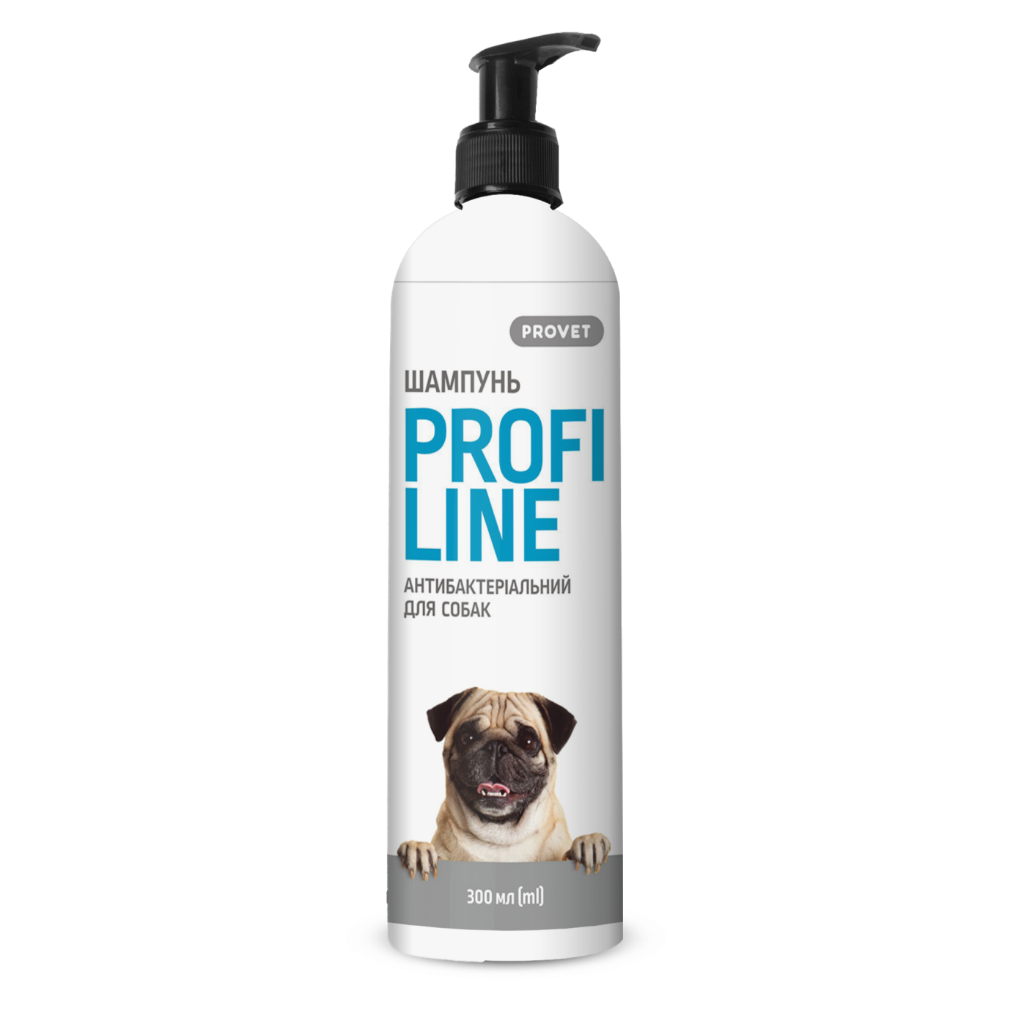 PROVET
ШАМПУНЬ
PROFI
LINE
АНТИБАКТЕРІАЛЬНИЙ
ДЛЯ СОБАК
300 мл (ml)